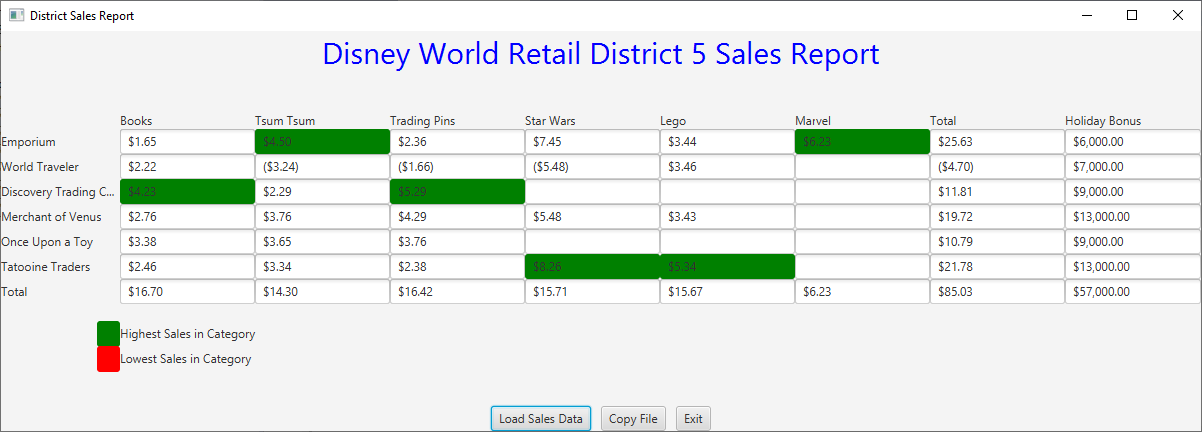 District Sales Report
Disney World Retail District 5 Sales Report
Books Tsum Tsum Trading Pins Star Wars Lego Marvel Total Holiday Bonus
Emporium $1.65 $4.50 $2.36 $7.45 $3.44 $6.23 $25.63 $6,000.00
World Traveler $2.22 ($3.24) ($1.66) ($5.48) $3.46 ($4.70) $7,000.00
Discovery Trading C... $4.23 $2.29 $5.29 $11.81 $9,000.00
Merchant of Venus $2.76 $3.76 $4.29 $5.48 $3.43 $19.72 $13,000.00
Once Upon a Toy $3.38 $3.65 $3.76 $10.79 $9,000.00
Tatooine Traders $2.46 $3.34 $2.38 $8.26 $5.34 $21.78 $13,000.00
Total $16.70 $14.30 $16.42 $15.71 $15.67 $6.23 $85.03 $57,000.00
Highest Sales in Category
Lowest Sales in Category
Load Sales Data Copy File Exit